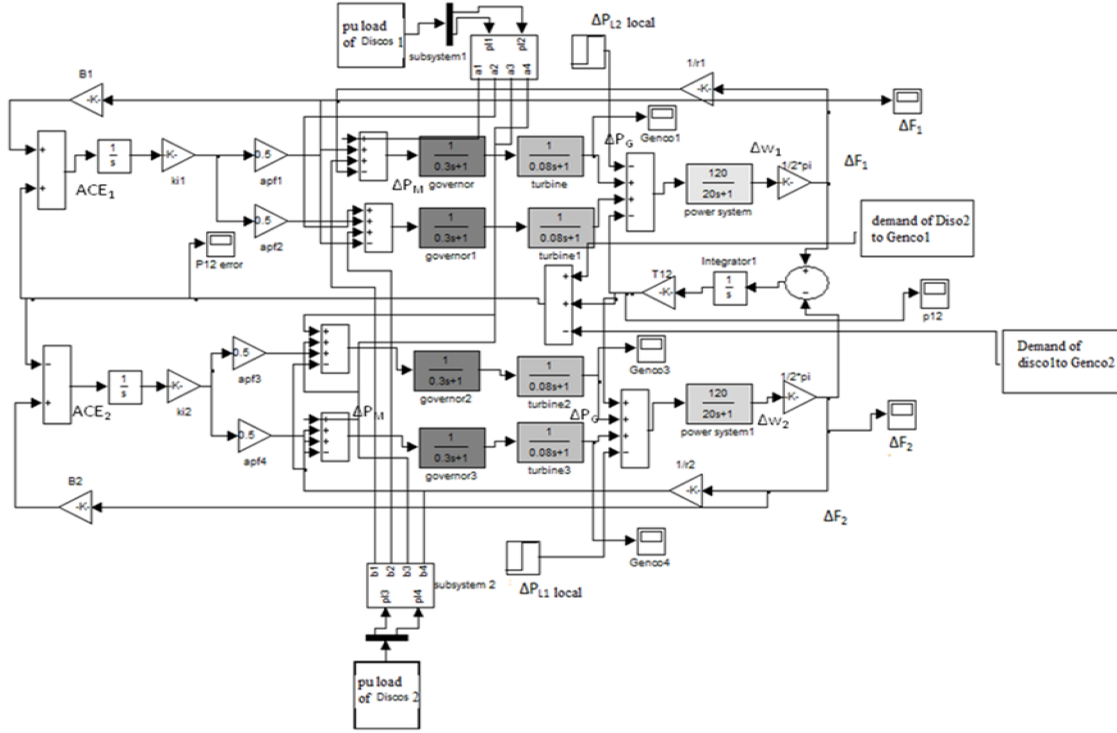 pu load
of Discos 1
subsystem1
pl1
pl2
a1
a2
a3
a4
ΔP_L2 local
B1
-K-
1/r1
-K-
ΔF₁
Genco1
+
+
ACE₁
1
s
K-
ki1
0.5
apf1
0.5
apf2
+
+
+
−
ΔP_M
+
+
+
−
1
0.3s+1
governor
1
0.08s+1
turbine
1
0.3s+1
governor1
1
0.08s+1
turbine1
ΔP_G
−
+
+
−
120
20s+1
power system
Δw₁
1/2*pi
-K-
ΔF₁
demand of Diso2
to Genco1
P12 error
+
+
−
T12
-K-
Integrator1
1
s
+
−
p12
Demand of
disco1to Genco2
−
+
ACE₂
1
s
-K-
ki2
0.5
apf3
0.5
apf4
+
+
+
−
ΔP_M
+
+
+
−
1
0.3s+1
governor2
1
0.08s+1
turbine2
1
0.3s+1
governor3
1
0.08s+1
turbine3
Genco3
ΔP_G
+
+
+
−
120
20s+1
power system1
Δw₂
1/2*pi
-K-
ΔF₂
B2
-K-
1/r2
-K-
ΔF₂
Genco4
ΔP_L1 local
b1
b2
b3
b4
pl3
pl4
subsystem 2
pu load
of Discos 2